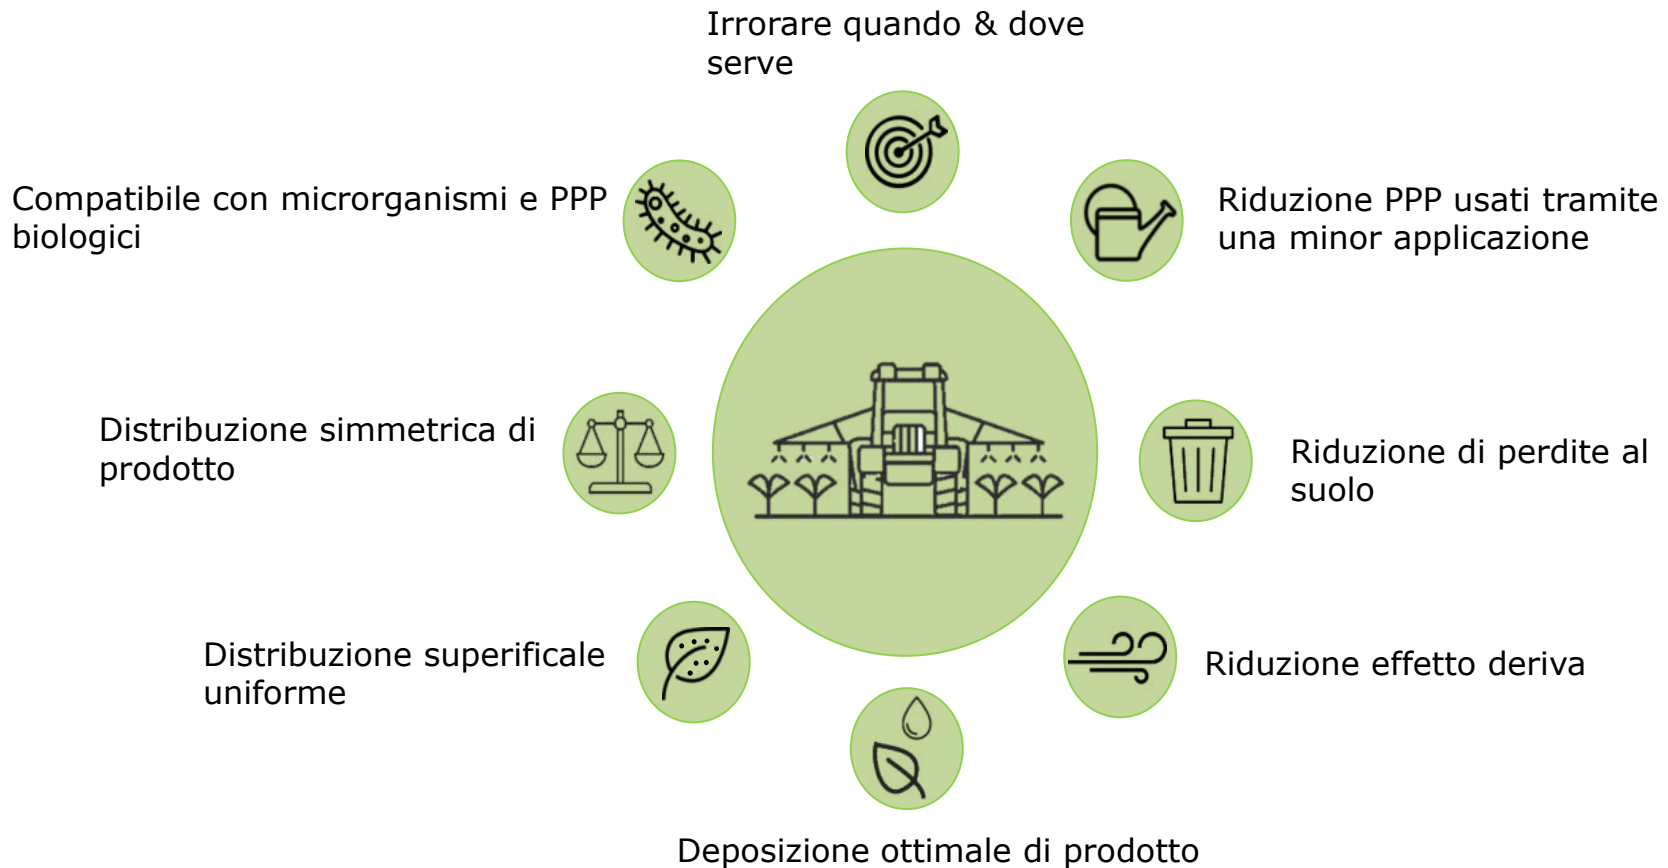 Irrorare quando & dove
serve
Compatibile con microrganismi e PPP
biologici
Riduzione PPP usati tramite
una minor applicazione
Distribuzione simmetrica di
prodotto
Riduzione di perdite al
suolo
Distribuzione superificale
uniforme
Riduzione effetto deriva
Deposizione ottimale di prodotto